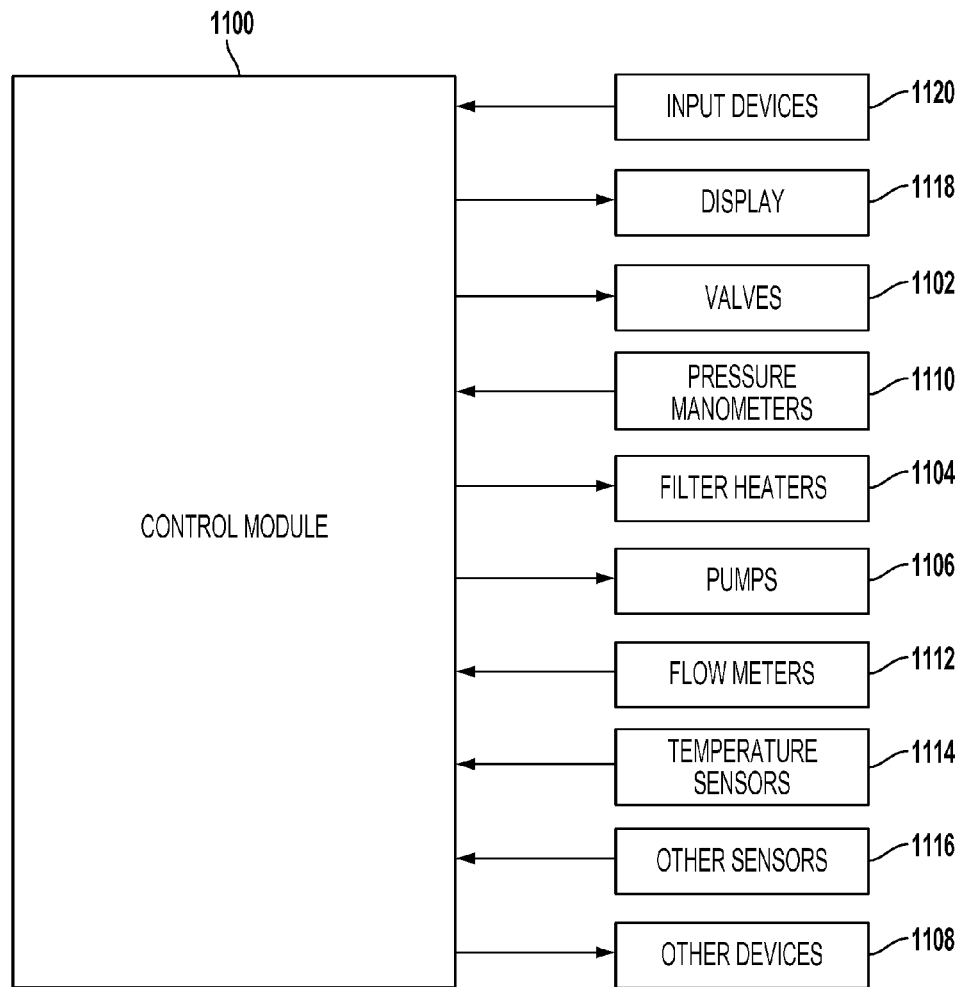 1100
CONTROL MODULE
INPUT DEVICES
1120
DISPLAY
1118
VALVES
1102
PRESSURE
MANOMETERS
1110
FILTER HEATERS
1104
PUMPS
1106
FLOW METERS
1112
TEMPERATURE
SENSORS
1114
OTHER SENSORS
1116
OTHER DEVICES
1108